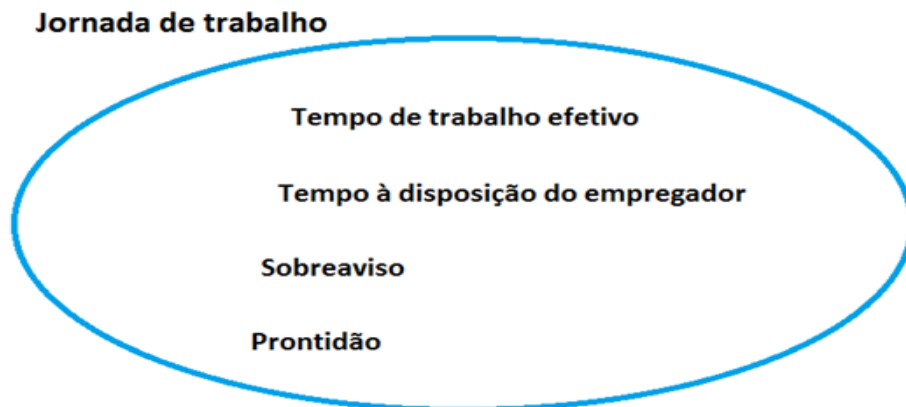 Jornada de trabalho
Tempo de trabalho efetivo
Tempo à disposição do empregador
Sobreaviso
Prontidão